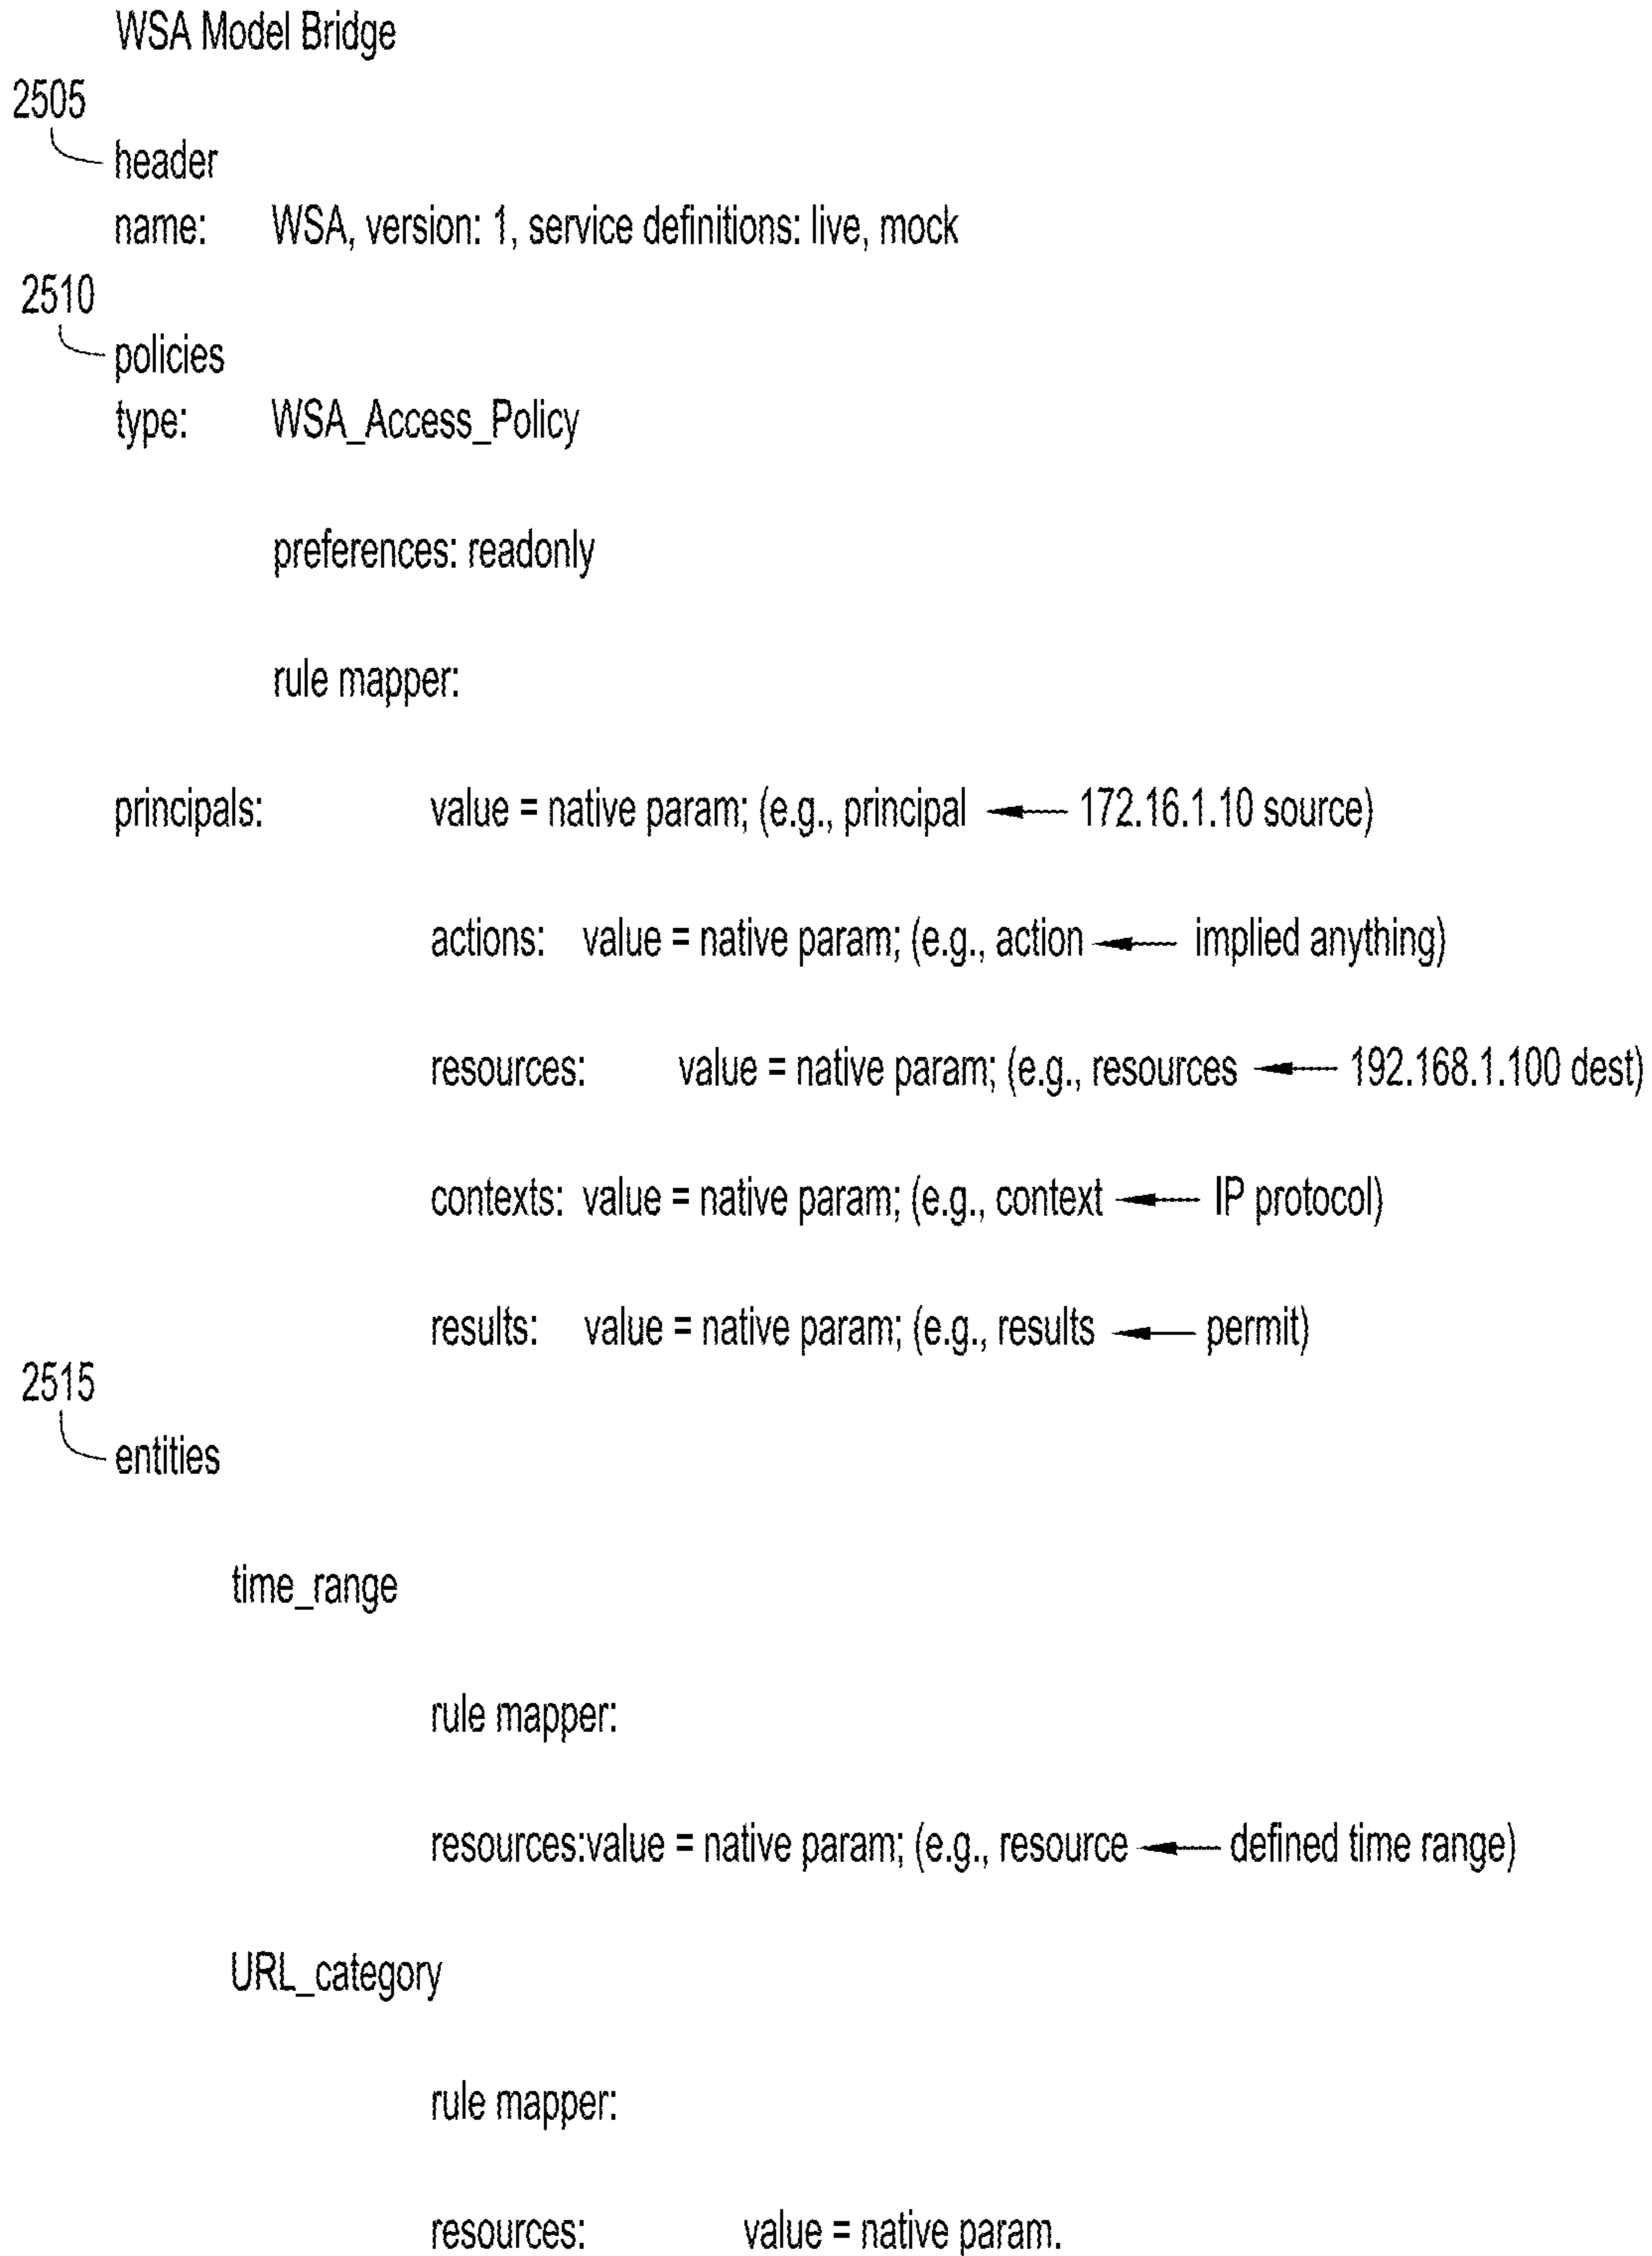 WSA Model Bridge
2505
header
name: WSA, version: 1, service definitions: live, mock
2510
policies
type: WSA_Access_Policy
preferences: readonly
rule mapper:
principals: value = native param; (e.g., principal ← 172.16.1.10 source)
actions: value = native param; (e.g., action ← implied anything)
resources: value = native param; (e.g., resources ← 192.168.1.100 dest)
contexts: value = native param; (e.g., context ← IP protocol)
results: value = native param; (e.g., results ← permit)
2515
entities
time_range
rule mapper:
resources:value = native param; (e.g., resource ← defined time range)
URL_category
rule mapper:
resources: value = native param.